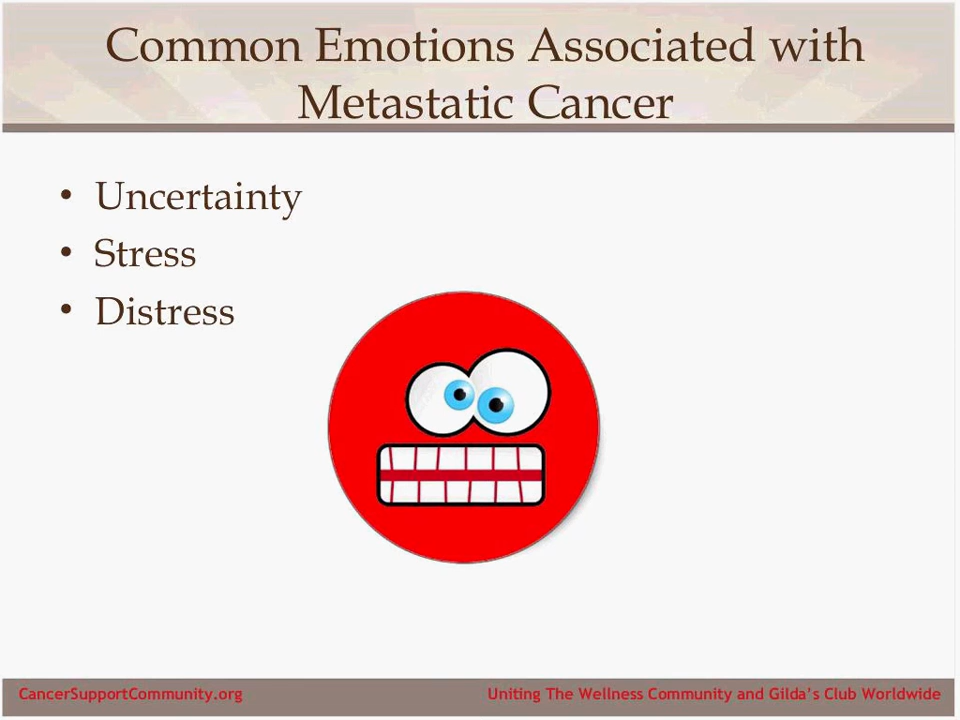 Common Emotions Associated with
Metastatic Cancer
• Uncertainty
• Stress
• Distress
CancerSupportCommunity.org
Uniting The Wellness Community and Gilda’s Club Worldwide